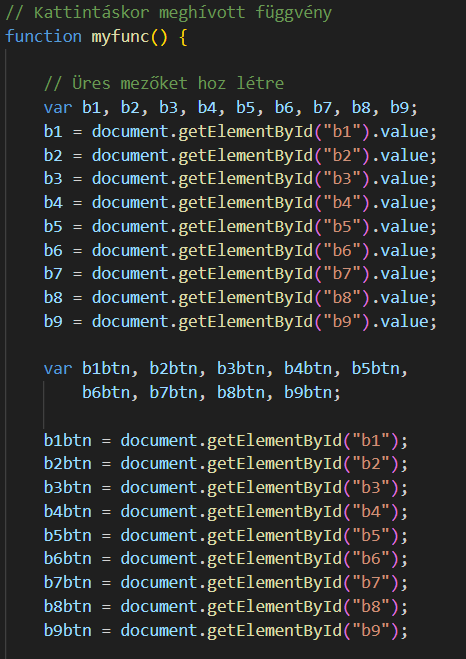 // Kattintáskor meghívott függvény
function myfunc() {
// Üres mezőket hoz létre
var b1, b2, b3, b4, b5, b6, b7, b8, b9;
b1 = document.getElementById("b1").value;
b2 = document.getElementById("b2").value;
b3 = document.getElementById("b3").value;
b4 = document.getElementById("b4").value;
b5 = document.getElementById("b5").value;
b6 = document.getElementById("b6").value;
b7 = document.getElementById("b7").value;
b8 = document.getElementById("b8").value;
b9 = document.getElementById("b9").value;
var b1btn, b2btn, b3btn, b4btn, b5btn,
b6btn, b7btn, b8btn, b9btn;
b1btn = document.getElementById("b1");
b2btn = document.getElementById("b2");
b3btn = document.getElementById("b3");
b4btn = document.getElementById("b4");
b5btn = document.getElementById("b5");
b6btn = document.getElementById("b6");
b7btn = document.getElementById("b7");
b8btn = document.getElementById("b8");
b9btn = document.getElementById("b9");